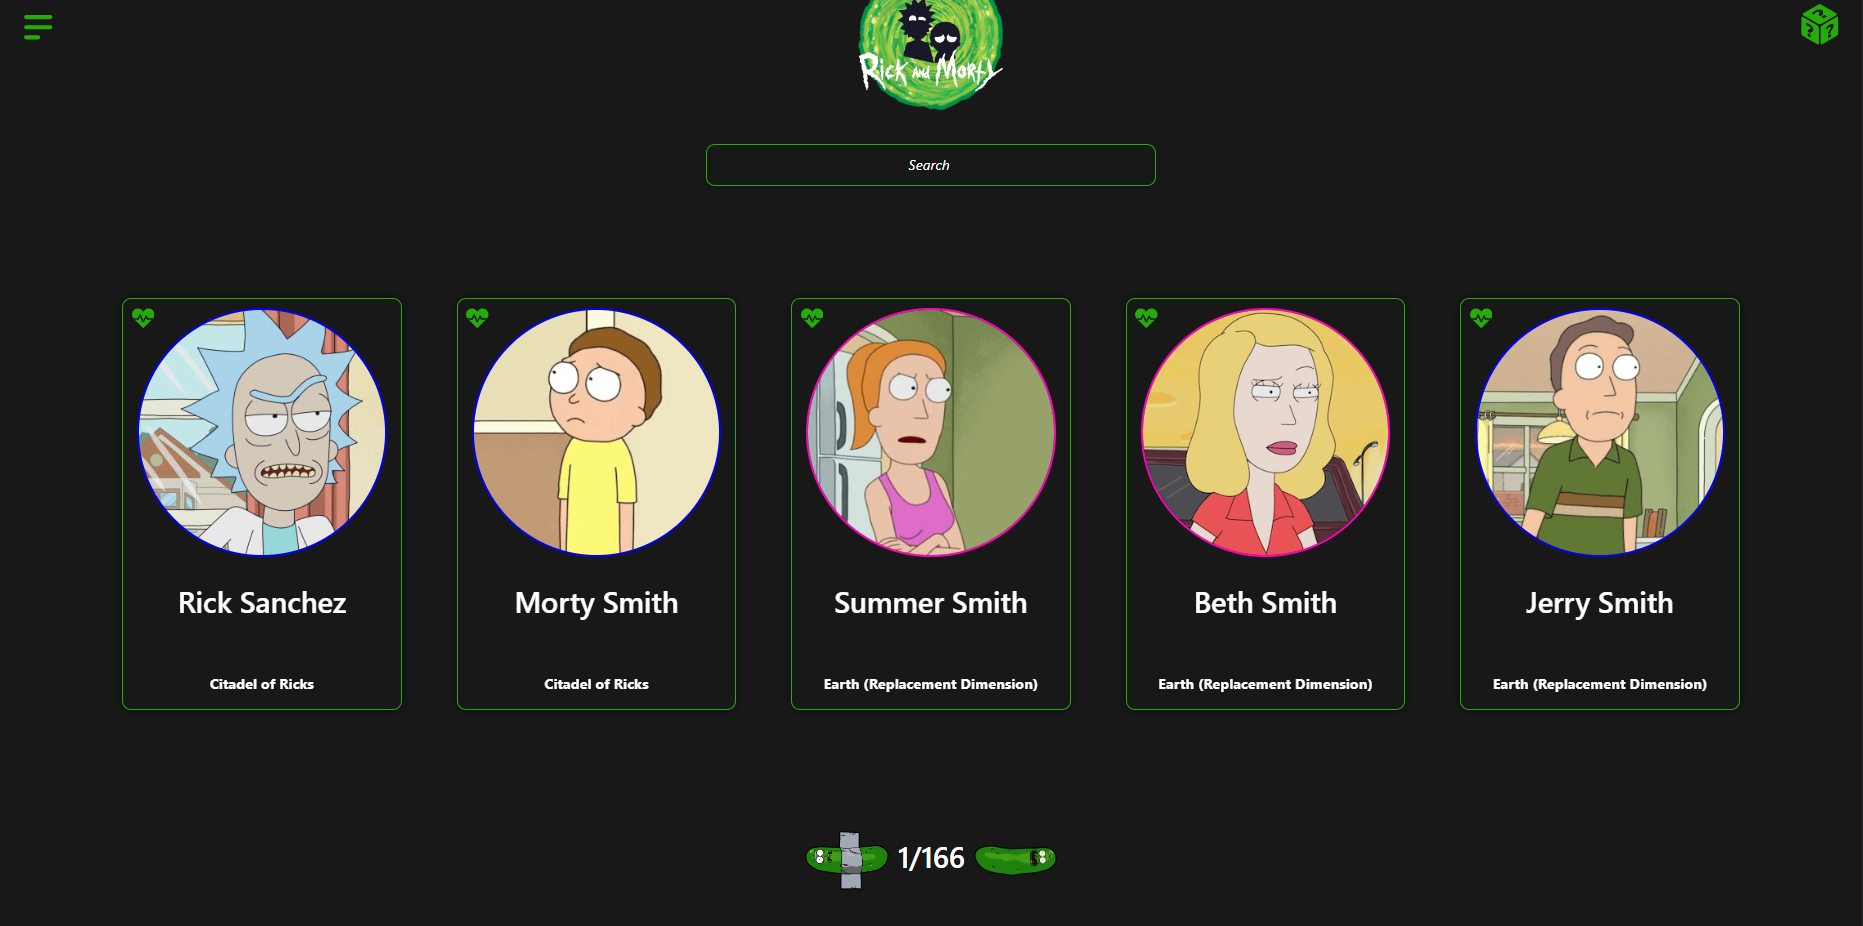 Rick and Morty
Search
Rick Sanchez
Citadel of Ricks
Morty Smith
Citadel of Ricks
Summer Smith
Earth (Replacement Dimension)
Beth Smith
Earth (Replacement Dimension)
Jerry Smith
Earth (Replacement Dimension)
1/166
? ? ?